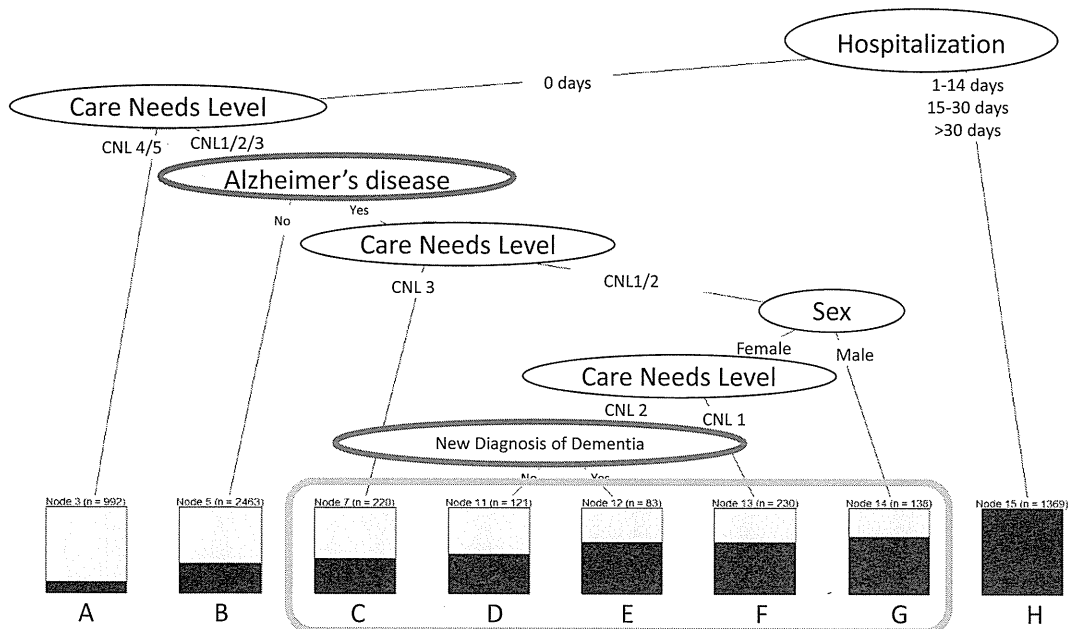 Hospitalization
0 days
1-14 days
15-30 days
>30 days
Care Needs Level
CNL 4/5
CNL1/2/3
Alzheimer's disease
No
Yes
Care Needs Level
CNL 3
CNL1/2
Sex
Female
Male
Care Needs Level
CNL 2
CNL 1
New Diagnosis of Dementia
No
Yes
Node 3 (n = 992)
Node 5 (n = 2463)
Node 7 (n = 220)
Node 11 (n = 121)
Node 12 (n = 83)
Node 13 (n = 230)
Node 14 (n = 138)
Node 15 (n = 1369)
A
B
C
D
E
F
G
H